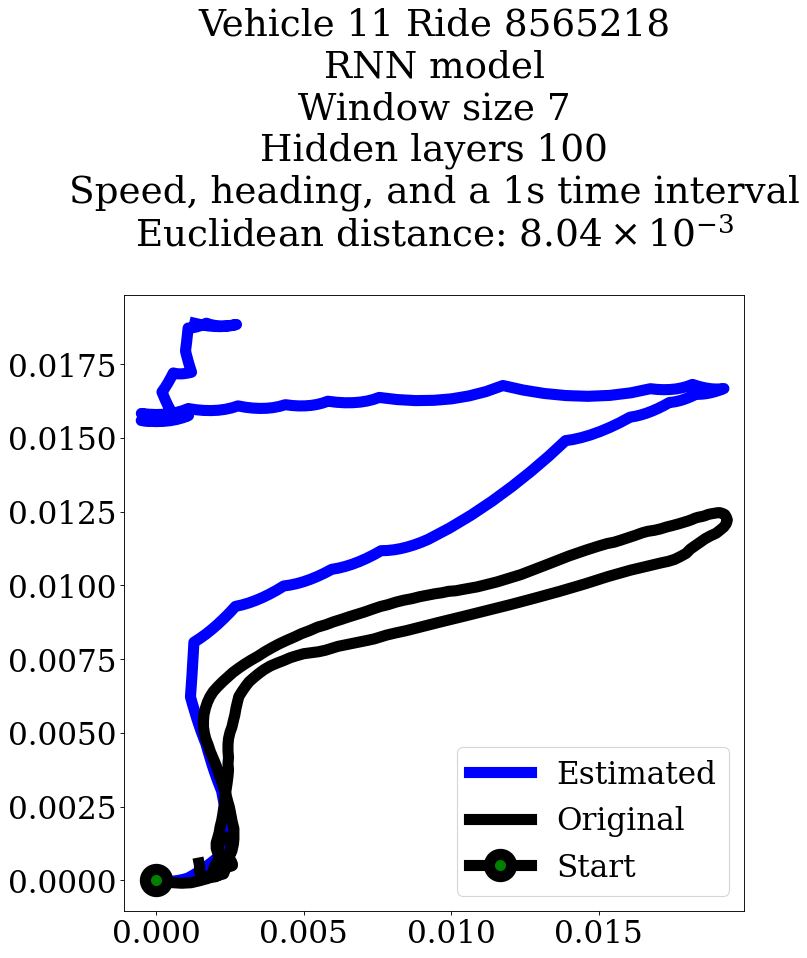 Vehicle 11 Ride 8565218
RNN model
Window size 7
Hidden layers 100
Speed, heading, and a 1s time interval
Euclidean distance: 8.04 × 10⁻³
0.0175
0.0150
0.0125
0.0100
0.0075
0.0050
0.0025
0.0000
Estimated
Original
Start
0.000 0.005 0.010 0.015